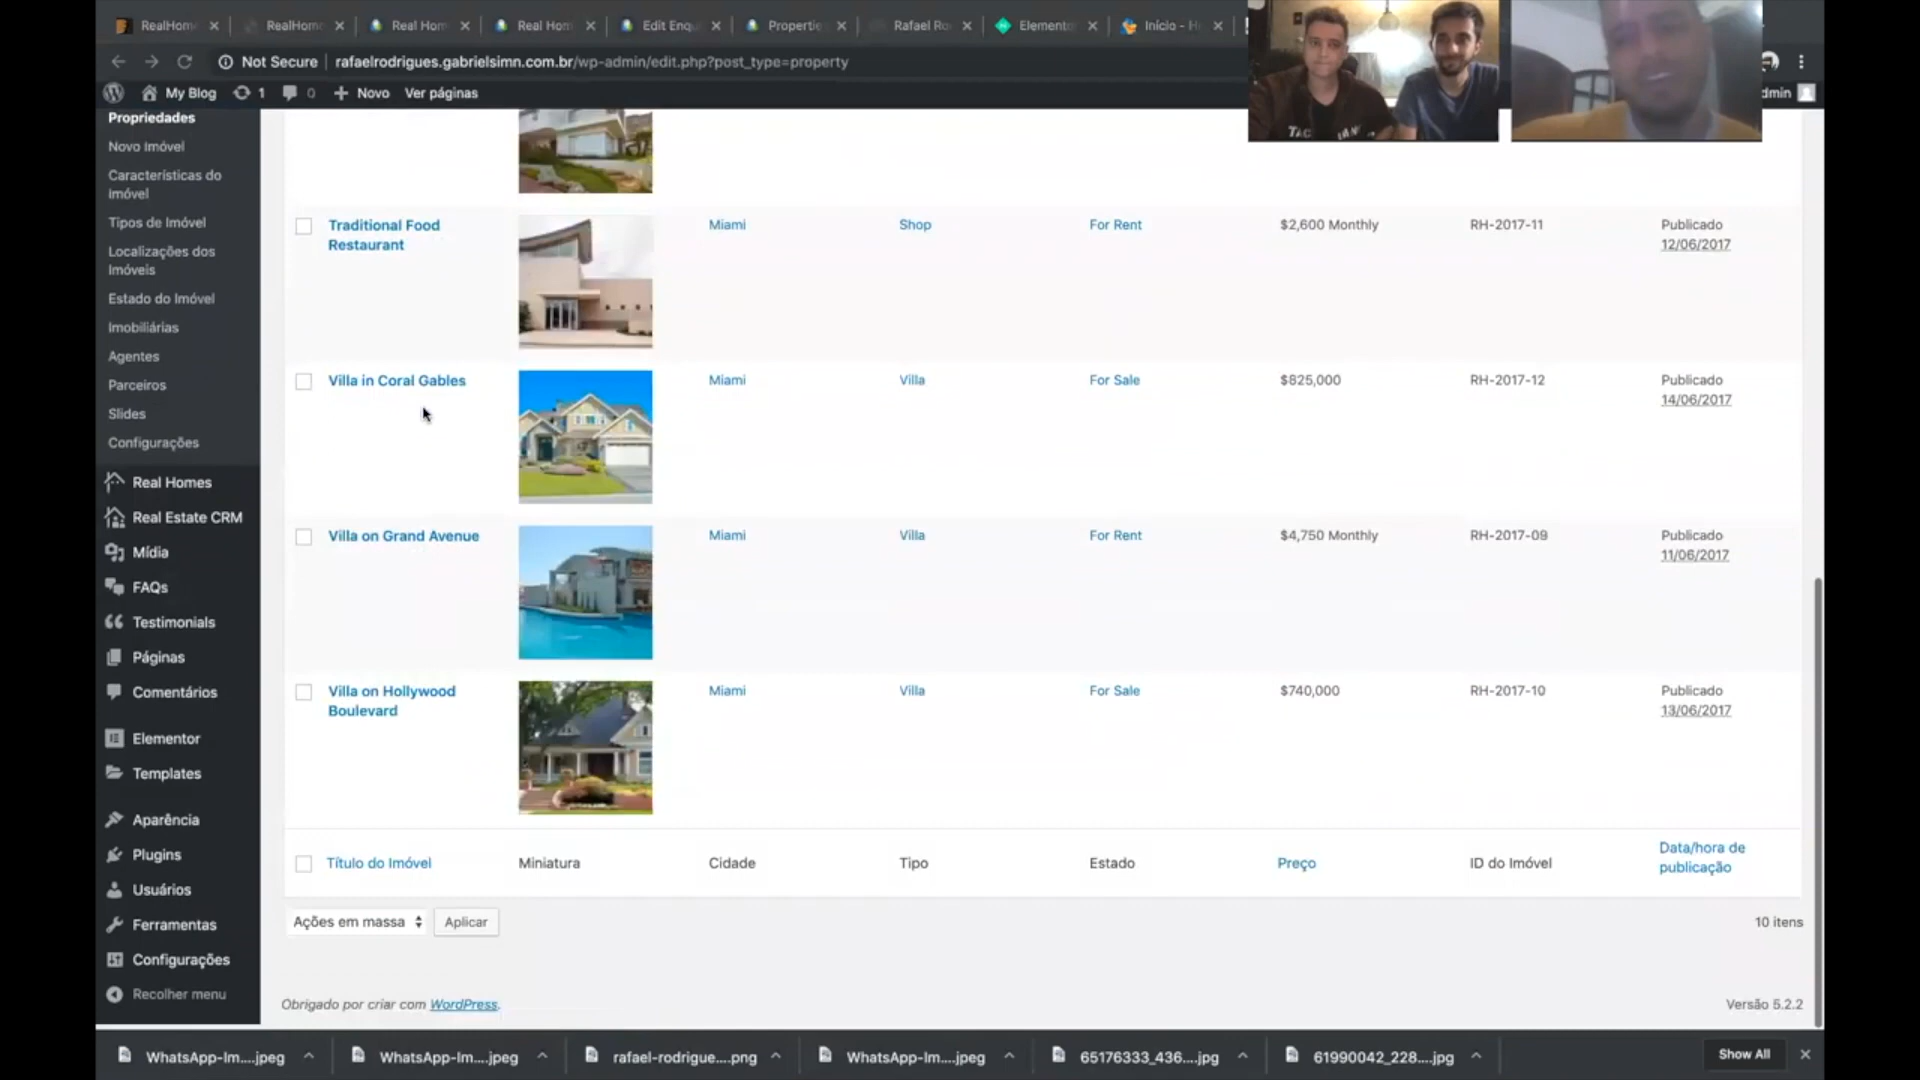 RealHom
RealHom
Real Hom
Real Hom
Edit Enqu
Propertie
Rafael Ro
Elemento
Início - H
Not Secure
rafaelrodrigues.gabrielsimn.com.br/wp-admin/edit.php?post_type=property
My Blog
1
0
Novo
Ver páginas
dmin
Propriedades
Novo Imóvel
Características do
Imóvel
Tipos de Imóvel
Localizações dos
Imóveis
Estado do Imóvel
Imobiliárias
Agentes
Parceiros
Slides
Configurações
Real Homes
Real Estate CRM
Mídia
FAQs
Testimonials
Páginas
Comentários
Elementor
Templates
Aparência
Plugins
Usuários
Ferramentas
Configurações
Recolher menu
Traditional Food
Restaurant
Miami
Shop
For Rent
$2,600 Monthly
RH-2017-11
Publicado
12/06/2017
Villa in Coral Gables
Miami
Villa
For Sale
$825,000
RH-2017-12
Publicado
14/06/2017
Villa on Grand Avenue
Miami
Villa
For Rent
$4,750 Monthly
RH-2017-09
Publicado
11/06/2017
Villa on Hollywood
Boulevard
Miami
Villa
For Sale
$740,000
RH-2017-10
Publicado
13/06/2017
Título do Imóvel
Miniatura
Cidade
Tipo
Estado
Preço
ID do Imóvel
Data/hora de
publicação
Ações em massa
Aplicar
10 itens
Obrigado por criar com WordPress.
Versão 5.2.2
WhatsApp-Im....jpeg
WhatsApp-Im....jpeg
rafael-rodrigue....png
WhatsApp-Im....jpeg
65176333_436....jpg
61990042_228....jpg
Show All